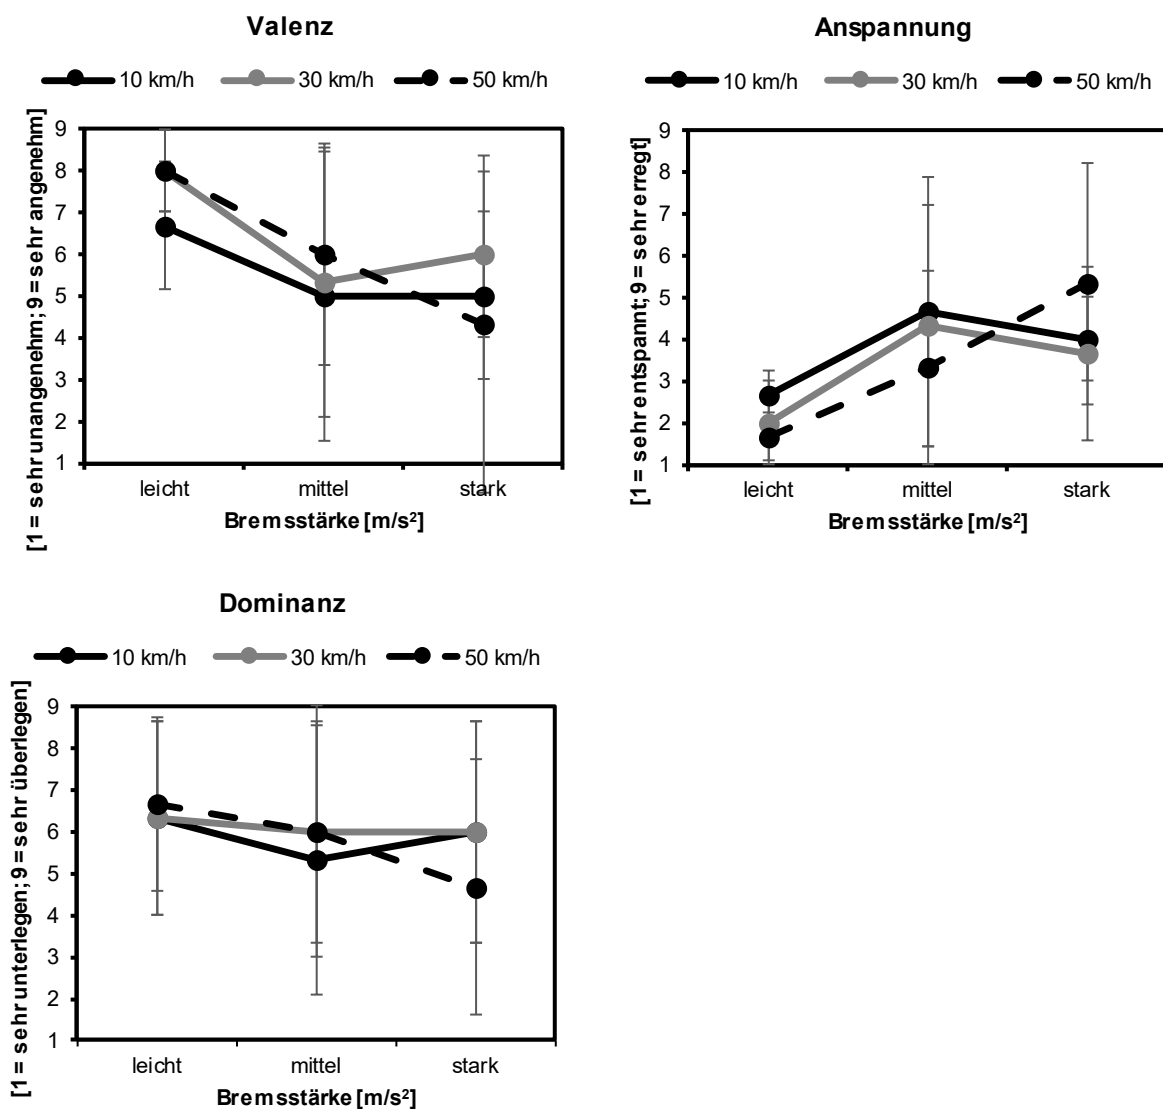 Valenz
10 km/h 30 km/h 50 km/h
[1 = sehr unangenehm; 9 = sehr angenehm]
9
8
7
6
5
4
3
2
1
leicht mittel stark
Bremsstärke [m/s²]
Anspannung
10 km/h 30 km/h 50 km/h
[1 = sehr entspannt; 9 = sehr erregt]
9
8
7
6
5
4
3
2
1
leicht mittel stark
Bremsstärke [m/s²]
Dominanz
10 km/h 30 km/h 50 km/h
[1 = sehr unterlegen; 9 = sehr überlegen]
9
8
7
6
5
4
3
2
1
leicht mittel stark
Bremsstärke [m/s²]